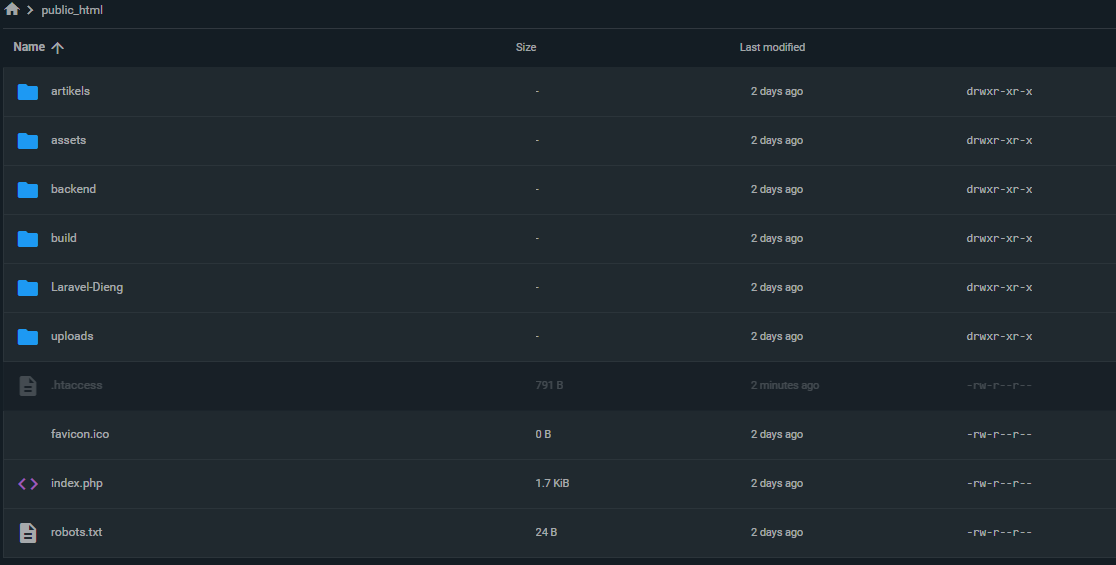 public_html
Name Size Last modified
artikels - 2 days ago drwxr-xr-x
assets - 2 days ago drwxr-xr-x
backend - 2 days ago drwxr-xr-x
build - 2 days ago drwxr-xr-x
Laravel-Dieng - 2 days ago drwxr-xr-x
uploads - 2 days ago drwxr-xr-x
.htaccess 791 B 2 minutes ago -rw-r--r--
favicon.ico 0 B 2 days ago -rw-r--r--
index.php 1.7 KiB 2 days ago -rw-r--r--
robots.txt 24 B 2 days ago -rw-r--r--